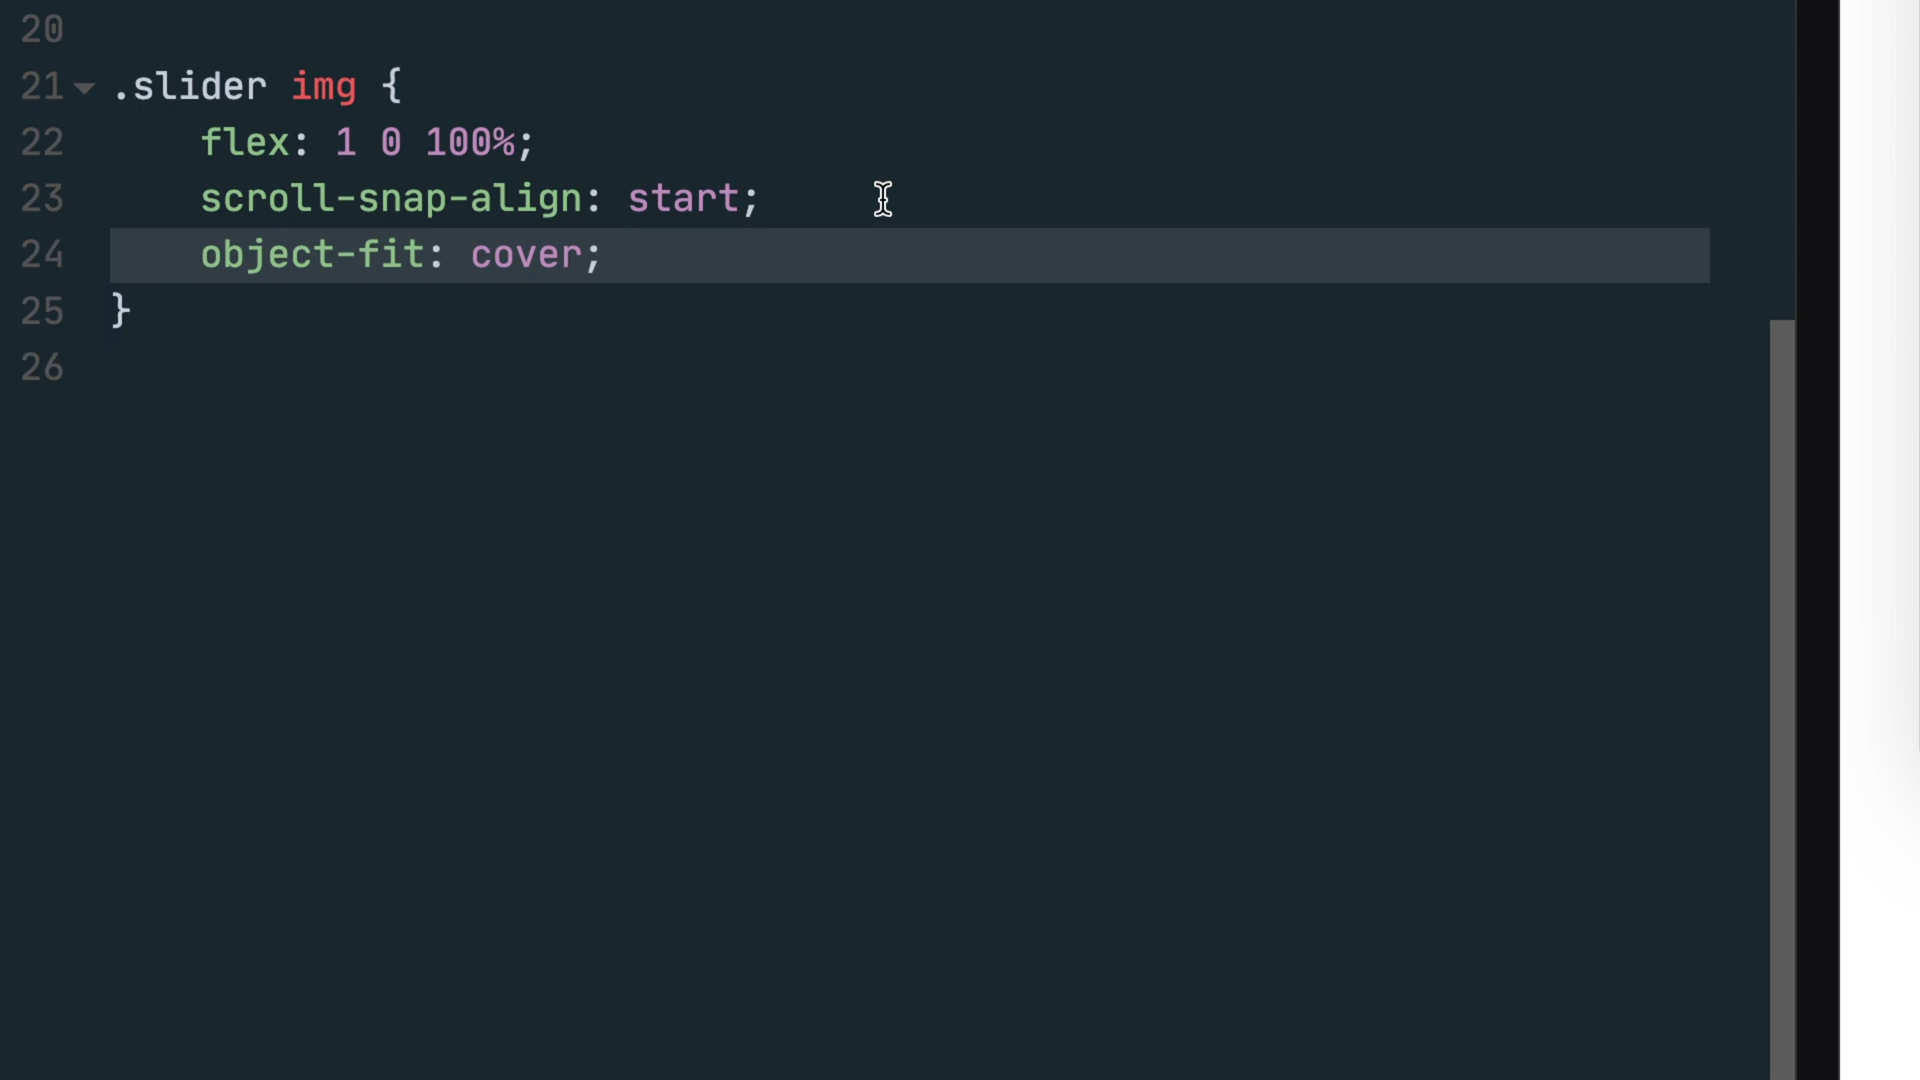 20
21 .slider img {
22 flex: 1 0 100%;
23 scroll-snap-align: start;
24 object-fit: cover;
25 }
26